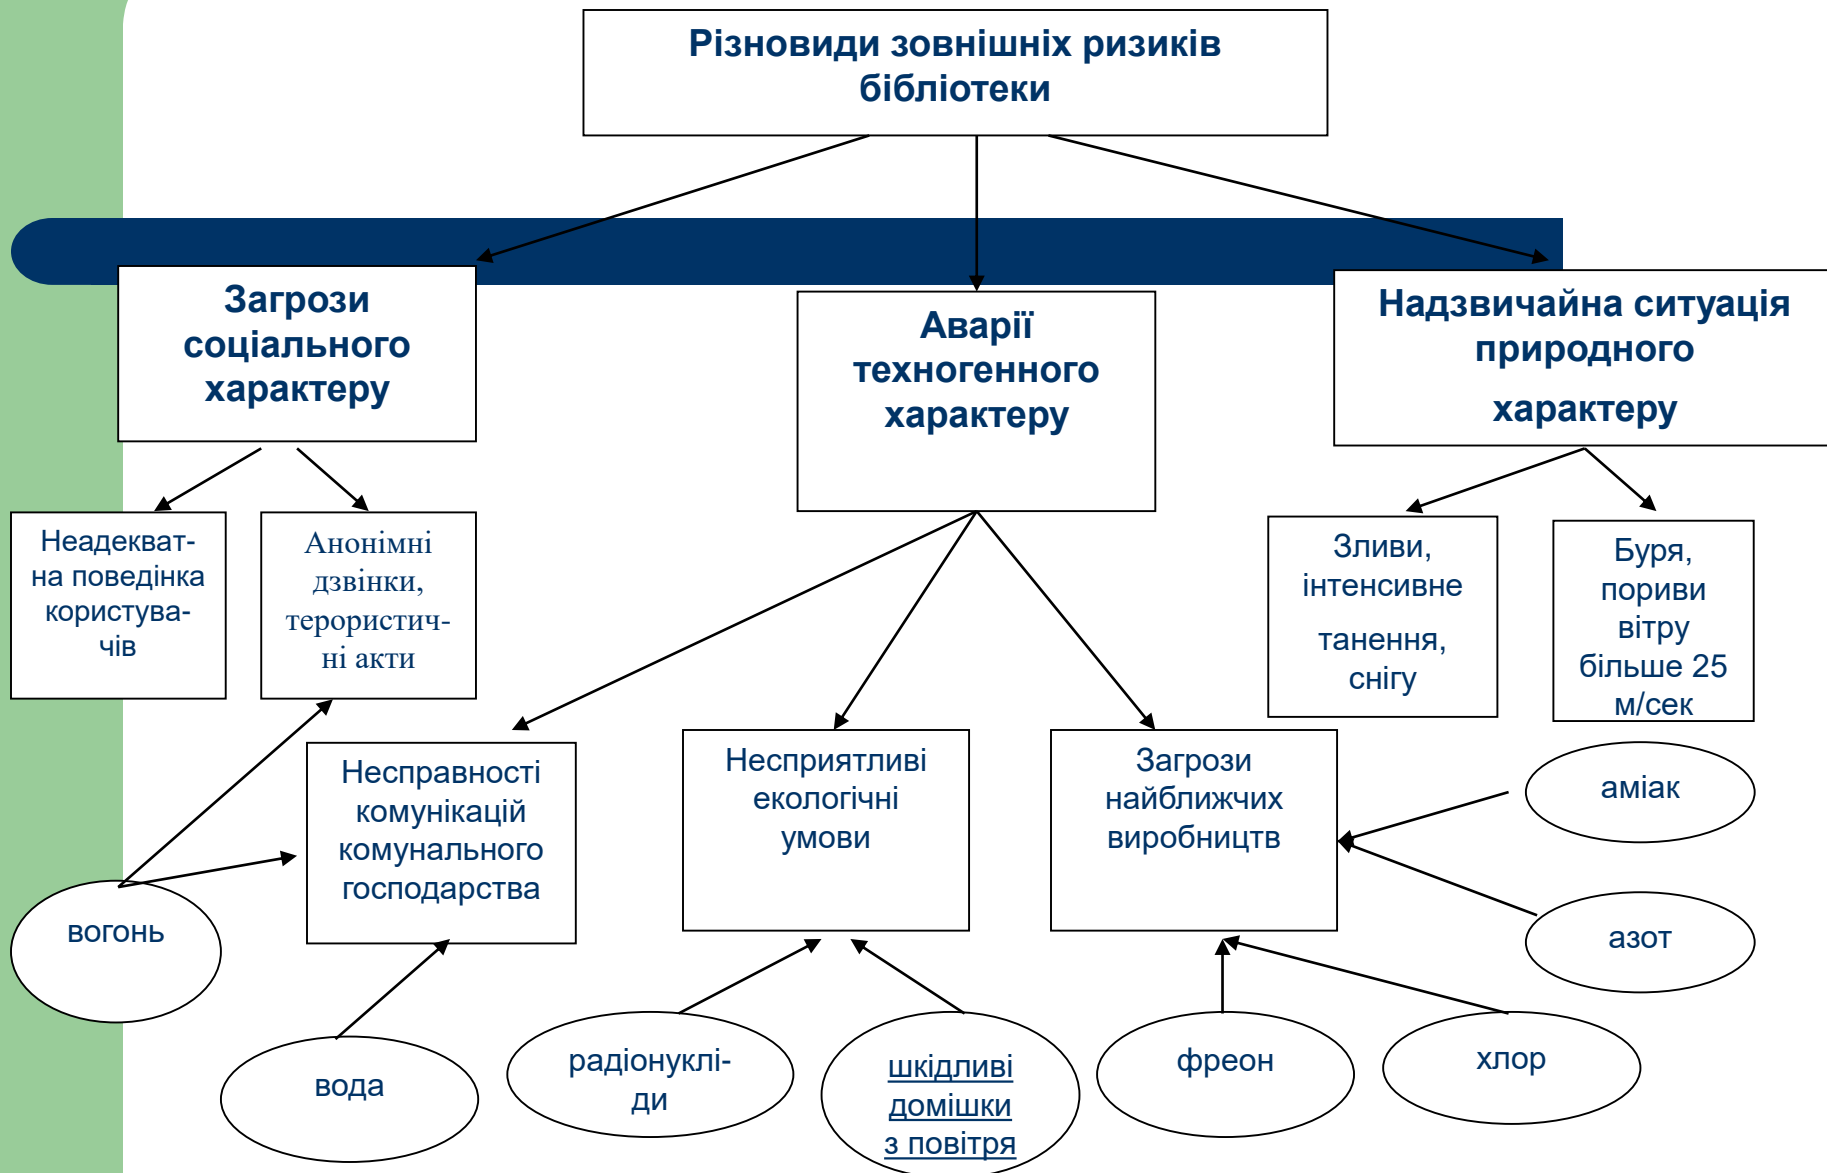 Різновиди зовнішніх ризиків
бібліотеки
Загрози
соціального
характеру
Аварії
техногенного
характеру
Надзвичайна ситуація
природного
характеру
Неадекват-
на поведінка
користува-
чів
Анонімні
дзвінки,
терористич-
ні акти
Зливи,
інтенсивне
танення,
снігу
Буря,
пориви
вітру
більше 25
м/сек
Несправності
комунікацій
комунального
господарства
Несприятливі
екологічні
умови
Загрози
найближчих
виробництв
аміак
вогонь
азот
вода
радіонуклі-
ди
шкідливі
домішки
з повітря
фреон
хлор